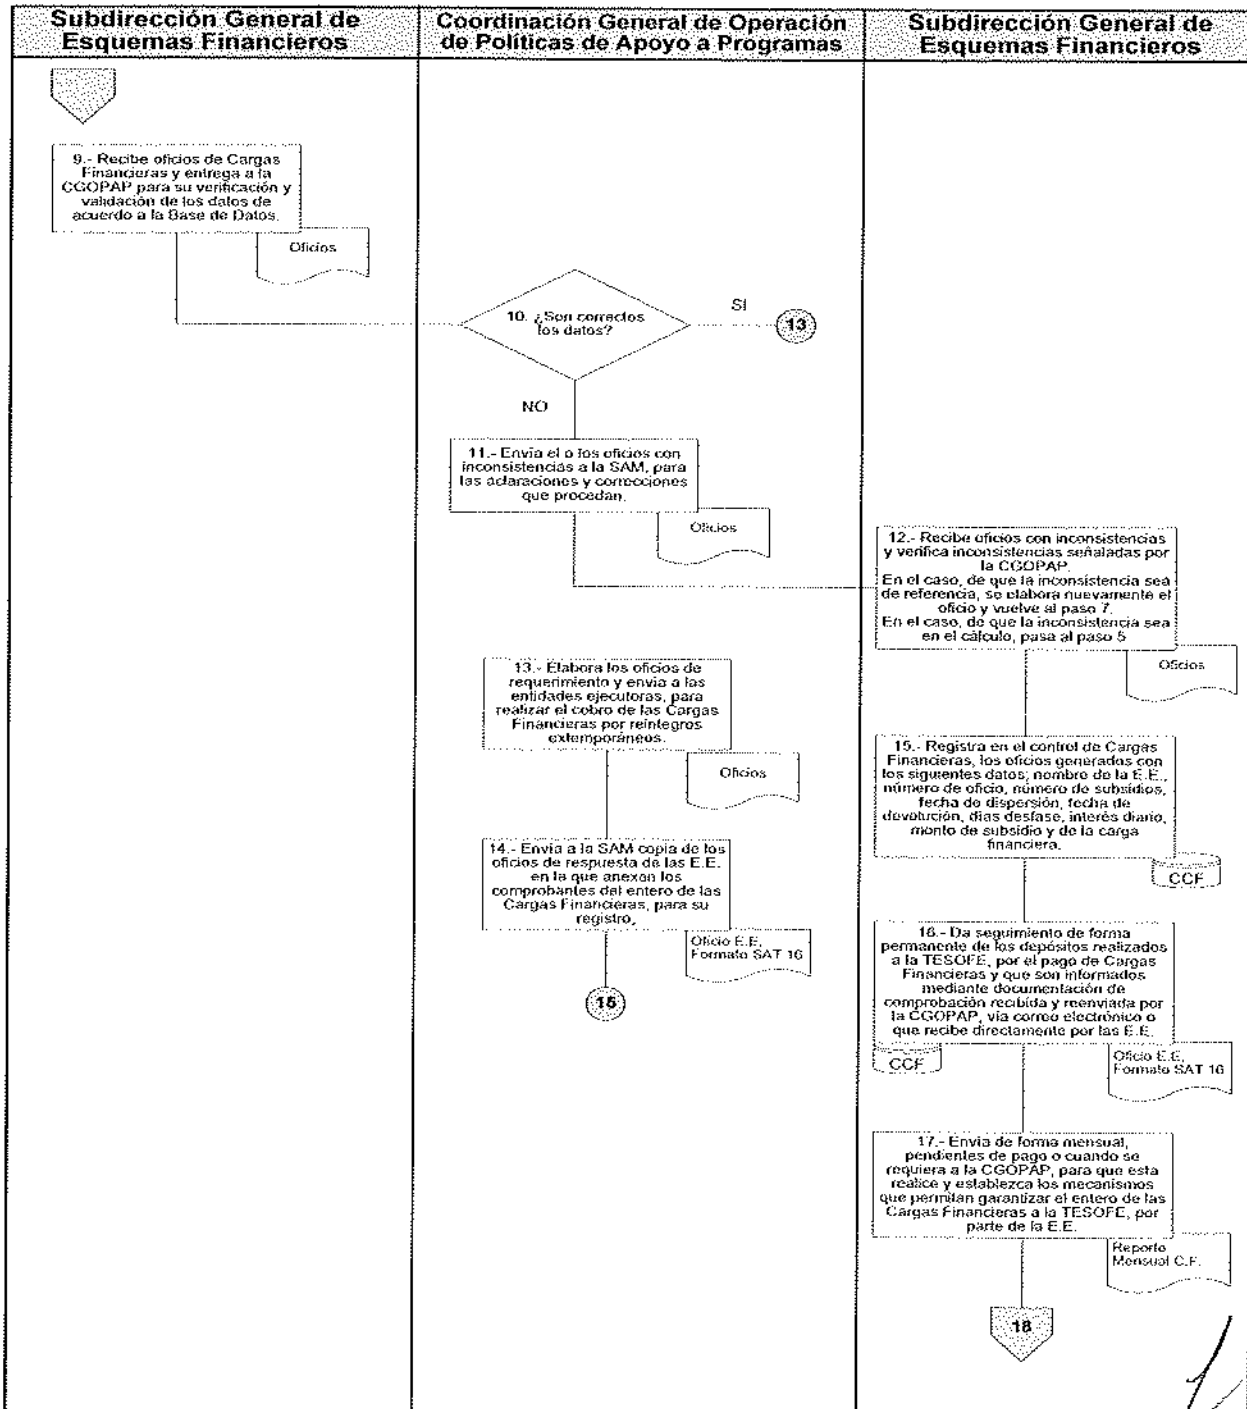 Subdirección General de
Esquemas Financieros
Coordinación General de Operación
de Políticas de Apoyo a Programas
Subdirección General de
Esquemas Financieros
9.- Recibe oficios de Cargas
Financieras y entrega a la
CGOPAP para su verificación y
validación de los datos de
acuerdo a la Base de Datos.
Oficios
10. ¿Son correctos
los datos?
SI
13
NO
11.- Envía el o los oficios con
inconsistencias a la SAM, para
las aclaraciones y correcciones
que procedan.
Oficios
12.- Recibe oficios con inconsistencias
y verifica inconsistencias señaladas por
la CGOPAP.
En el caso, de que la inconsistencia sea
de referencia, se elabora nuevamente el
oficio y vuelve al paso 7.
En el caso, de que la inconsistencia sea
en el cálculo, pasa al paso 5
Oficios
13.- Elabora los oficios de
requerimiento y envía a las
entidades ejecutoras, para
realizar el cobro de las Cargas
Financieras por reintegros
extemporáneos.
Oficios
14.- Envía a la SAM copia de los
oficios de respuesta de las E.E.
en la que anexan los
comprobantes del entero de las
Cargas Financieras, para su
registro.
Oficio E.E,
Formato SAT 16
15
15.- Registra en el control de Cargas
Financieras, los oficios generados con
los siguientes datos; nombre de la E.E.,
número de oficio, número de subsidios,
fecha de dispersión, fecha de
devolución, días desfase, interés diario,
monto de subsidio y de la carga
financiera.
CCF
16.- Da seguimiento de forma
permanente de los depósitos realizados
a la TESOFE, por el pago de Cargas
Financieras y que son informados
mediante documentación de
comprobación recibida y reenviada por
la CGOPAP, vía correo electrónico o
que recibe directamente por las E.E.
CCF
Oficio E.E,
Formato SAT 16
17.- Envía de forma mensual,
pendientes de pago o cuando se
requiera a la CGOPAP, para que esta
realice y establezca los mecanismos
que permitan garantizar el entero de las
Cargas Financieras a la TESOFE, por
parte de la E.E.
Reporte
Mensual C.F.
18